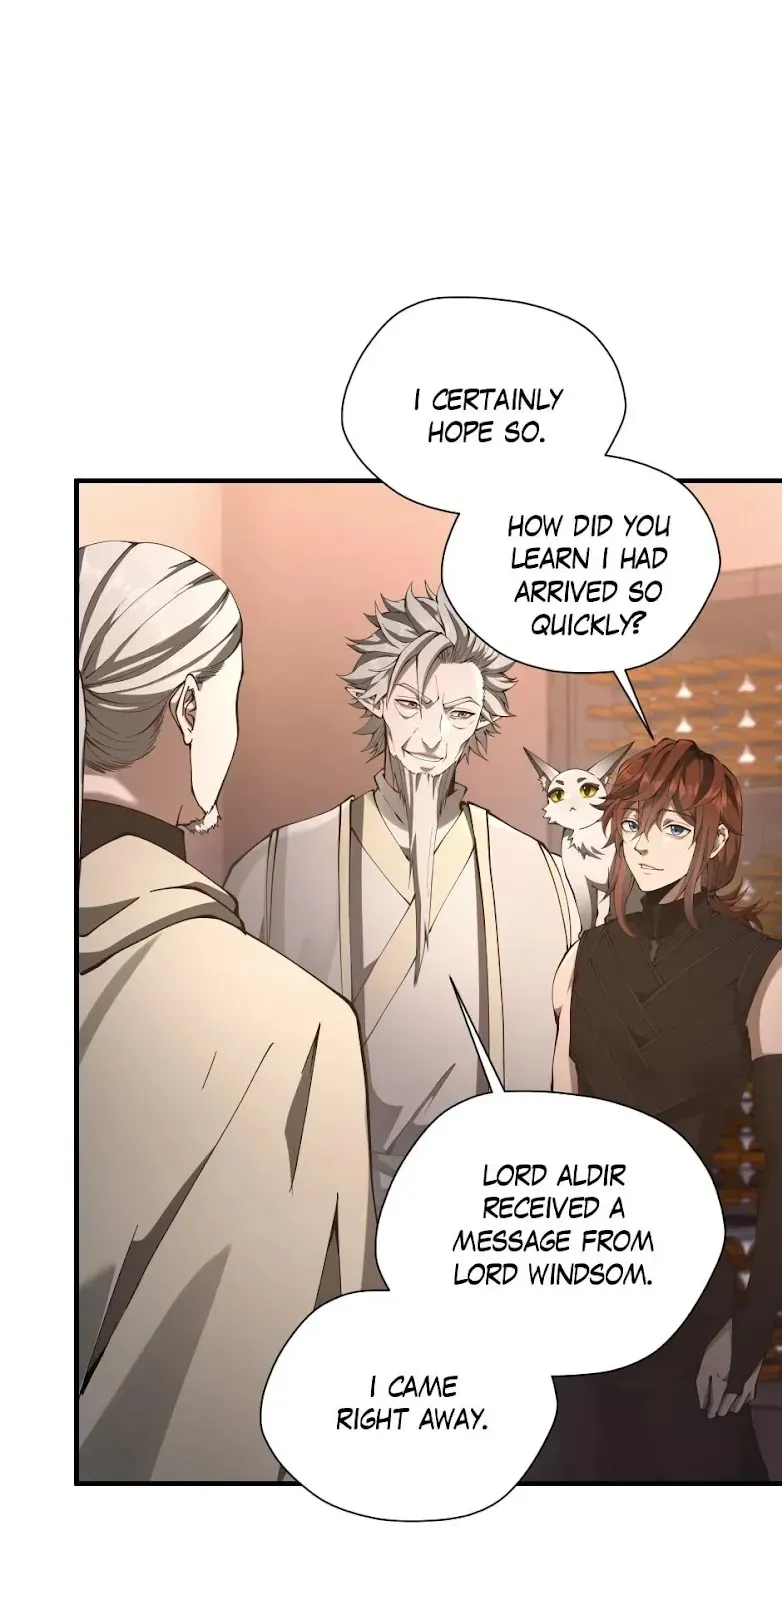 I CERTAINLY
HOPE SO.
HOW DID YOU
LEARN I HAD
ARRIVED SO
QUICKLY?
LORD ALDIR
RECEIVED A
MESSAGE FROM
LORD WINDSOM.
I CAME
RIGHT AWAY.